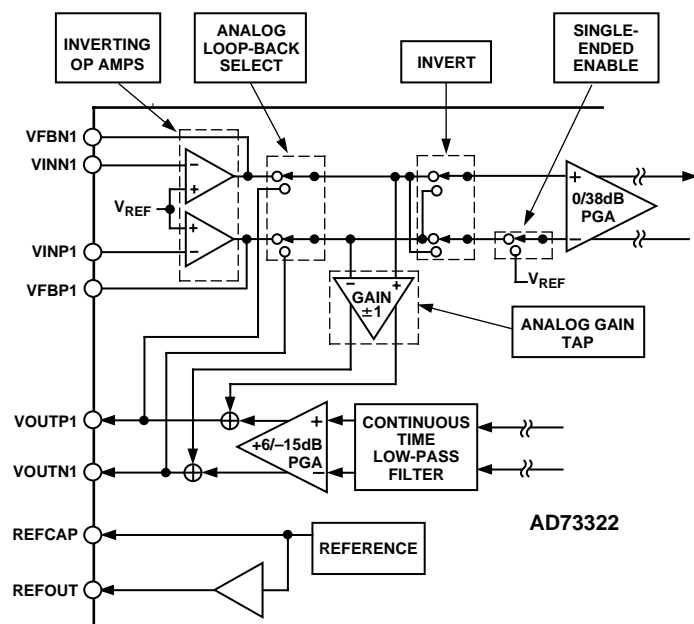 INVERTING
OP AMPS
ANALOG
LOOP-BACK
SELECT
INVERT
SINGLE-
ENDED
ENABLE
VFBN1
VINN1
VREF
VINP1
VFBP1
–
+
+
–
+
0/38dB
PGA
–
VREF
– +
GAIN
±1
ANALOG GAIN
TAP
VOUTP1
VOUTN1
+
+6/–15dB
PGA
–
CONTINUOUS
TIME
LOW-PASS
FILTER
AD73322
REFCAP
REFERENCE
REFOUT